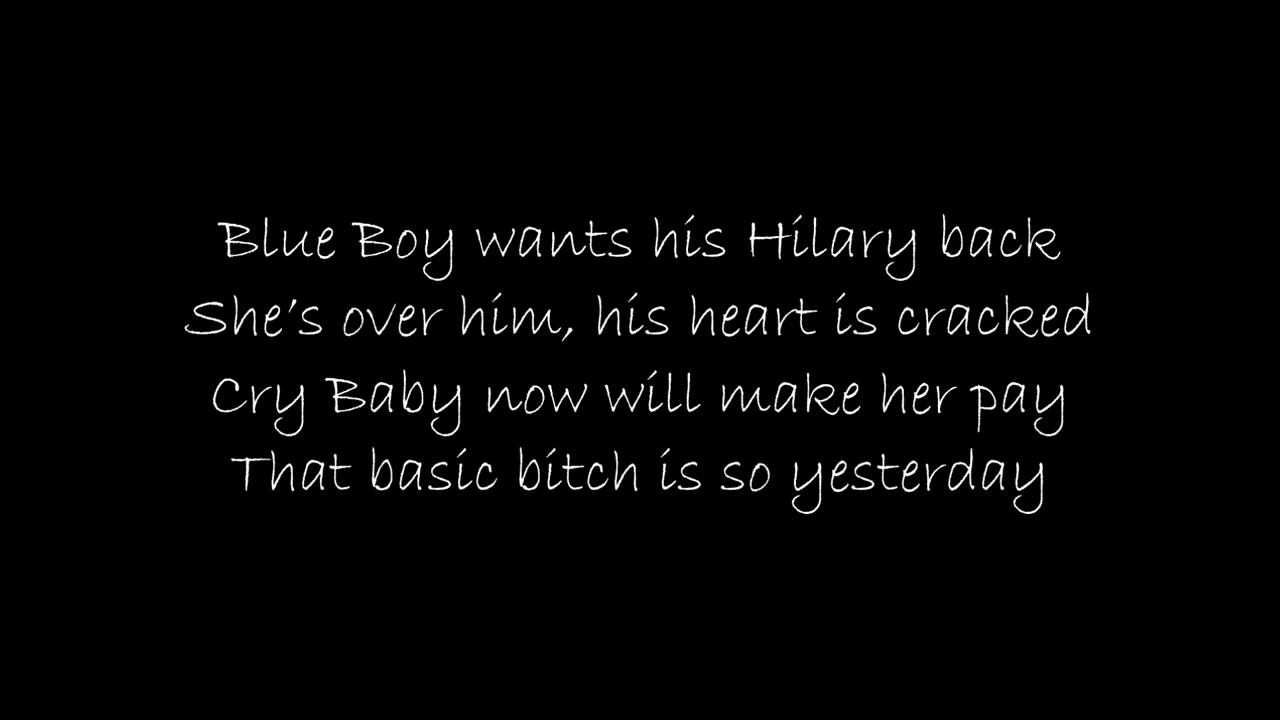 Blue Boy wants his Hilary back
She's over him, his heart is cracked
Cry Baby now will make her pay
That basic bitch is so yesterday